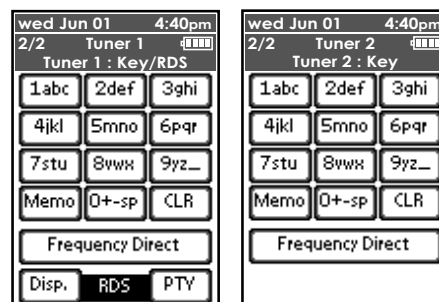 wed Jun 01 4:40pm
2/2 Tuner 1
Tuner 1 : Key/RDS
1abc 2def 3ghi
4jkl 5mno 6pqr
7stu 8vwx 9yz_
Memo 0+-sp CLR
Frequency Direct
Disp. RDS PTY
wed Jun 01 4:40pm
2/2 Tuner 2
Tuner 2 : Key
1abc 2def 3ghi
4jkl 5mno 6pqr
7stu 8vwx 9yz_
Memo 0+-sp CLR
Frequency Direct